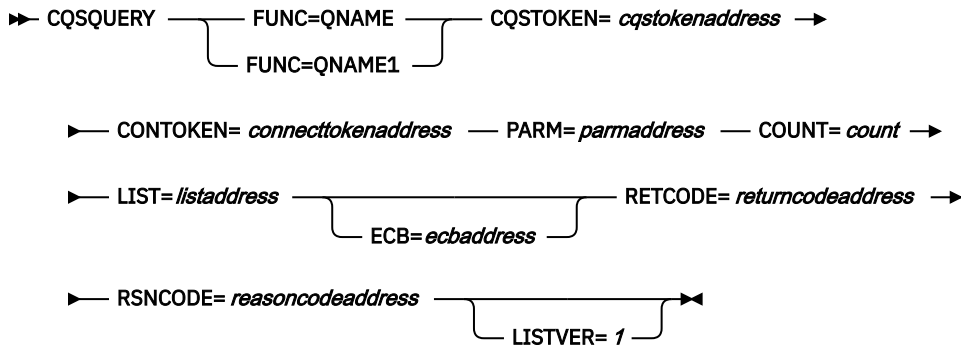 CQSQUERY FUNC=QNAME CQSTOKEN= cqstokenaddress
FUNC=QNAME1
CONTOKEN= connecttokenaddress PARM= parmaddress COUNT= count
LIST= listaddress RETCODE= returncodeaddress
ECB= ecbaddress
RSNCODE= reasoncodeaddress
LISTVER= 1